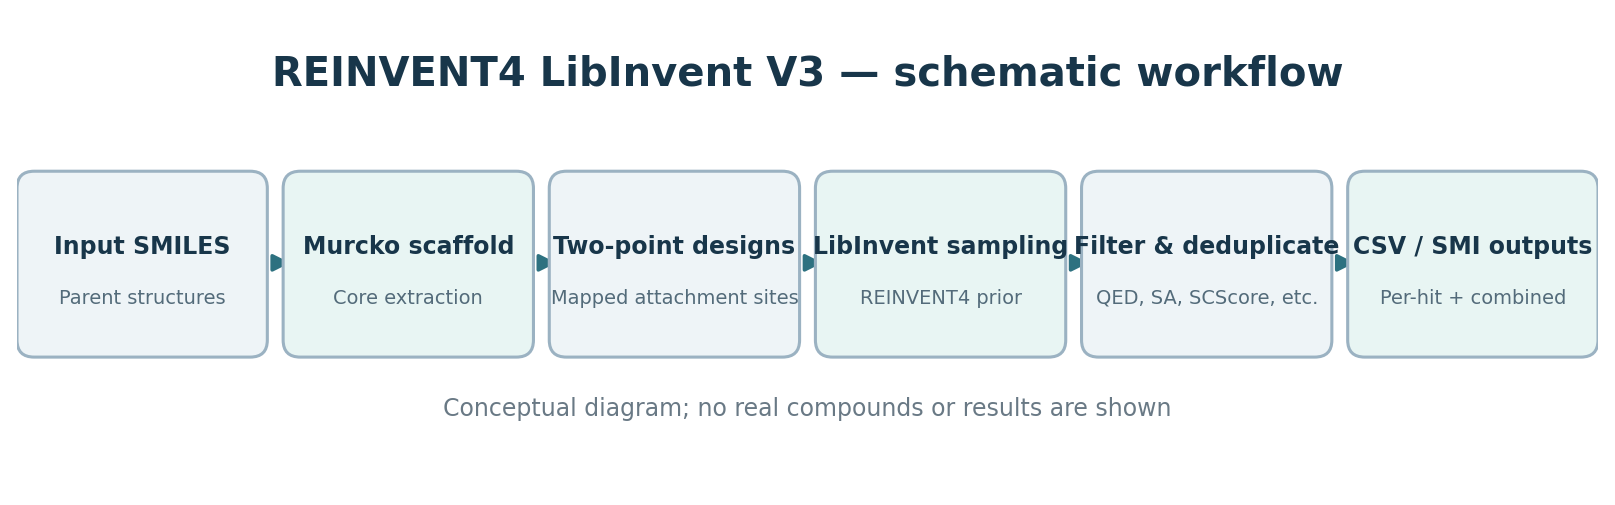 REINVENT4 LibInvent V3 — schematic workflow
Input SMILES
Parent structures
Murcko scaffold
Core extraction
Two-point designs
Mapped attachment sites
LibInvent sampling
REINVENT4 prior
Filter & deduplicate
QED, SA, SCScore, etc.
CSV / SMI outputs
Per-hit + combined
Conceptual diagram; no real compounds or results are shown